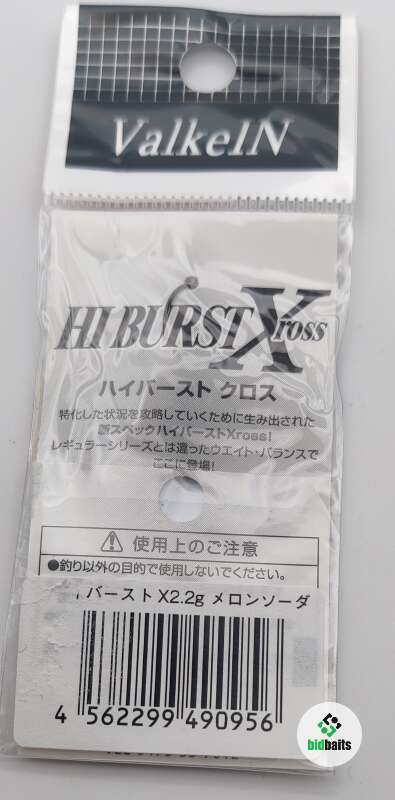 ValkeIN
HI BURST Xross
ハイバースト クロス
特化した状況を攻略していくために生み出された
新スペックハイバーストXross!
レギュラーシリーズとは違ったウエイト・バランスで
ここに登場!
⚠ 使用上のご注意
●釣り以外の目的で使用しないでください。
バースト X2.2g メロンソーダ
4 562299 490956
bidbaits